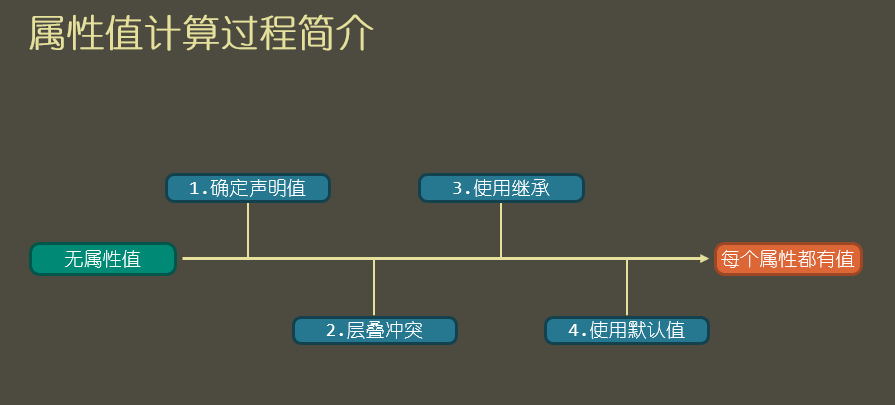 属性值计算过程简介
1.确定声明值
3.使用继承
无属性值
每个属性都有值
2.层叠冲突
4.使用默认值